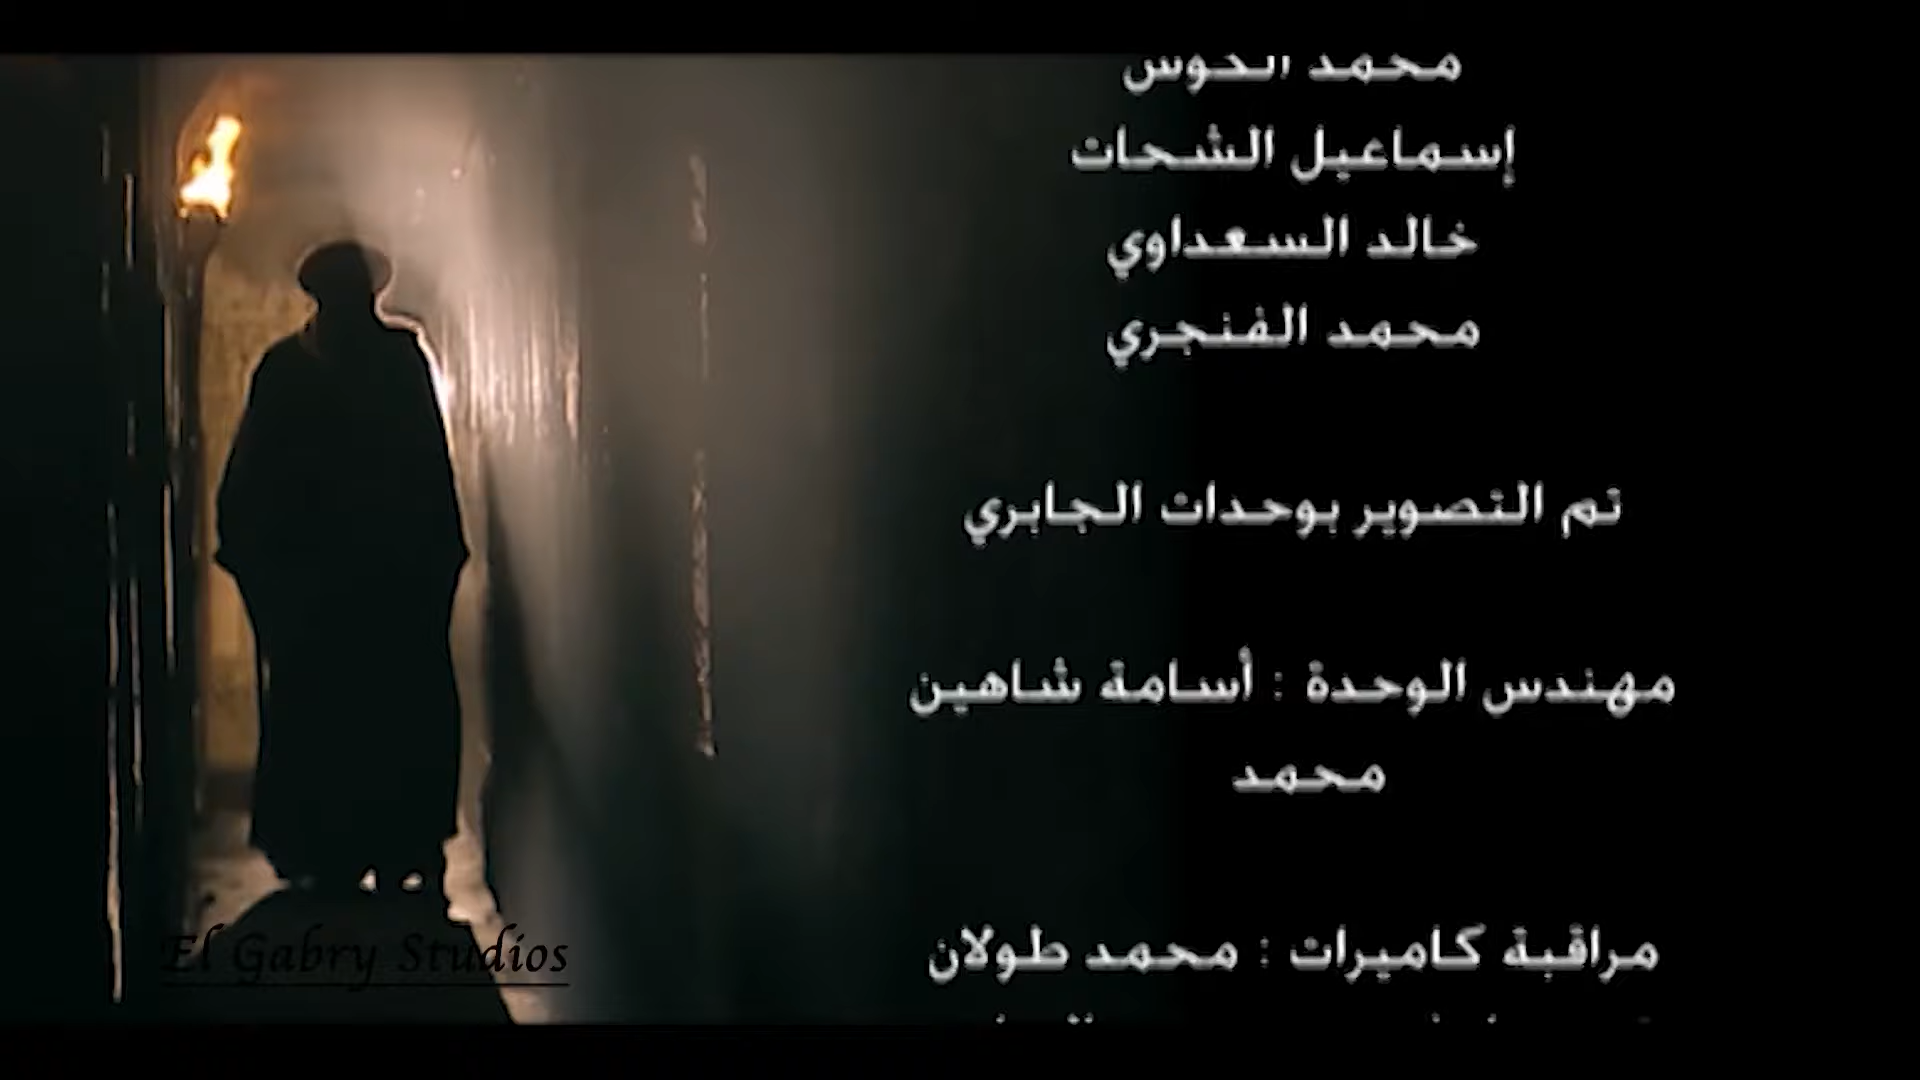 محمد
إسماعيل الشحات
خالد السعداوي
محمد الفنجري
تم التصوير بوحدات الجابري
مهندس الوحدة : أسامة شاهين
محمد
مراقبة كاميرات : محمد طولان
El Gabry Studios